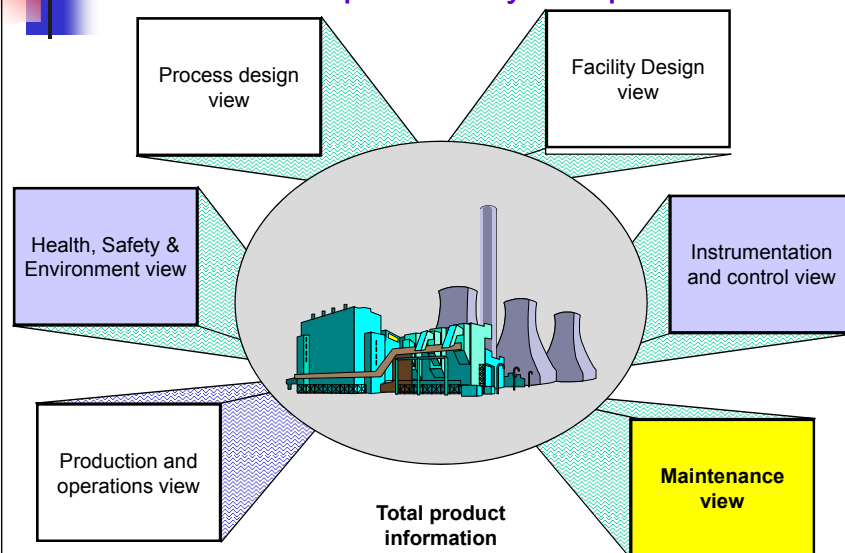 Process design
view
Facility Design
view
Health, Safety &
Environment view
Instrumentation
and control view
Production and
operations view
Maintenance
view
Total product
information